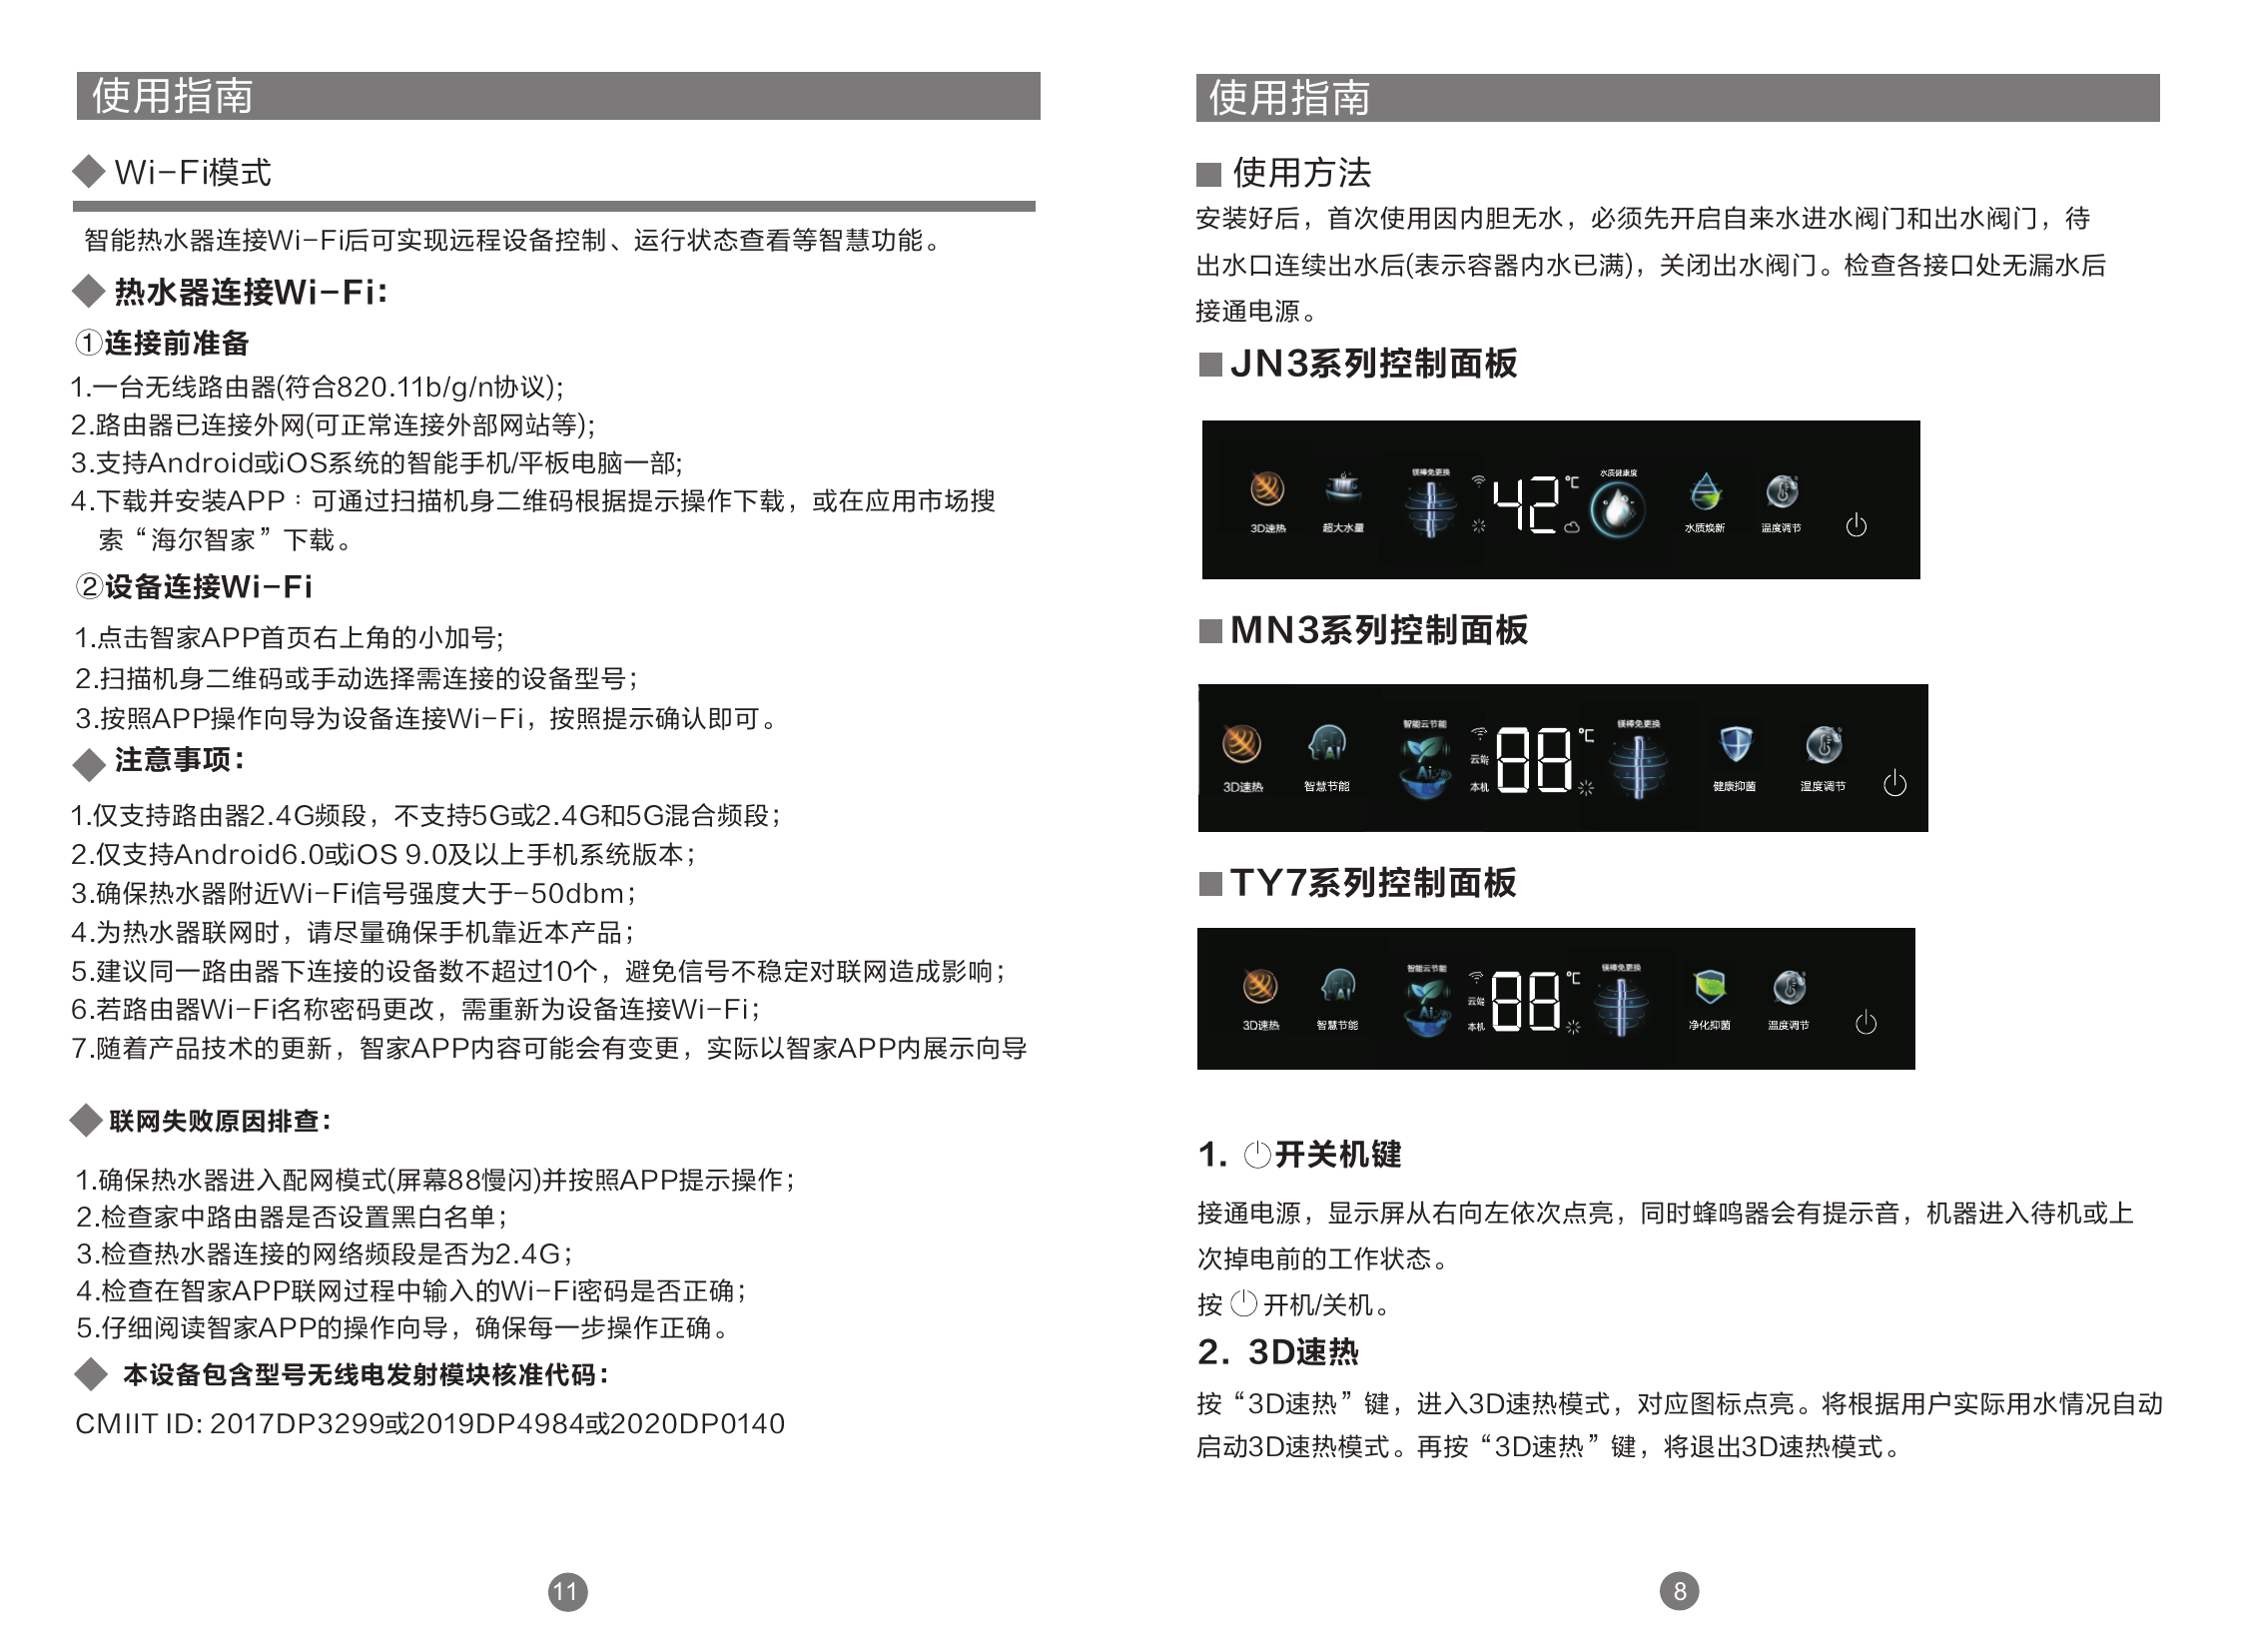 使用指南
Wi-Fi模式
智能热水器连接Wi-Fi后可实现远程设备控制、运行状态查看等智慧功能。
热水器连接Wi-Fi：
①连接前准备
1.一台无线路由器(符合820.11b/g/n协议);
2.路由器已连接外网(可正常连接外部网站等);
3.支持Android或iOS系统的智能手机/平板电脑一部;
4.下载并安装APP：可通过扫描机身二维码根据提示操作下载，或在应用市场搜
索“海尔智家”下载。
②设备连接Wi-Fi
1.点击智家APP首页右上角的小加号;
2.扫描机身二维码或手动选择需连接的设备型号；
3.按照APP操作向导为设备连接Wi-Fi，按照提示确认即可。
注意事项：
1.仅支持路由器2.4G频段，不支持5G或2.4G和5G混合频段；
2.仅支持Android6.0或iOS 9.0及以上手机系统版本；
3.确保热水器附近Wi-Fi信号强度大于-50dbm；
4.为热水器联网时，请尽量确保手机靠近本产品；
5.建议同一路由器下连接的设备数不超过10个，避免信号不稳定对联网造成影响；
6.若路由器Wi-Fi名称密码更改，需重新为设备连接Wi-Fi；
7.随着产品技术的更新，智家APP内容可能会有变更，实际以智家APP内展示向导
联网失败原因排查：
1.确保热水器进入配网模式(屏幕88慢闪)并按照APP提示操作；
2.检查家中路由器是否设置黑白名单；
3.检查热水器连接的网络频段是否为2.4G；
4.检查在智家APP联网过程中输入的Wi-Fi密码是否正确；
5.仔细阅读智家APP的操作向导，确保每一步操作正确。
本设备包含型号无线电发射模块核准代码：
CMIIT ID: 2017DP3299或2019DP4984或2020DP0140
11
使用指南
使用方法
安装好后，首次使用因内胆无水，必须先开启自来水进水阀门和出水阀门，待
出水口连续出水后(表示容器内水已满)，关闭出水阀门。检查各接口处无漏水后
接通电源。
JN3系列控制面板
镁棒免更换 42 ℃ 水质健康度
3D速热 超大水量 水质焕新 温度调节
MN3系列控制面板
智能云节能 云端 本机 88 ℃ 镁棒免更换
Ai
3D速热 智慧节能 健康抑菌 温度调节
TY7系列控制面板
智能云节能 云端 本机 88 ℃ 镁棒免更换
Ai
3D速热 智慧节能 净化抑菌 温度调节
1. 开关机键
接通电源，显示屏从右向左依次点亮，同时蜂鸣器会有提示音，机器进入待机或上
次掉电前的工作状态。
按 开机/关机。
2. 3D速热
按“3D速热”键，进入3D速热模式，对应图标点亮。将根据用户实际用水情况自动
启动3D速热模式。再按“3D速热”键，将退出3D速热模式。
8